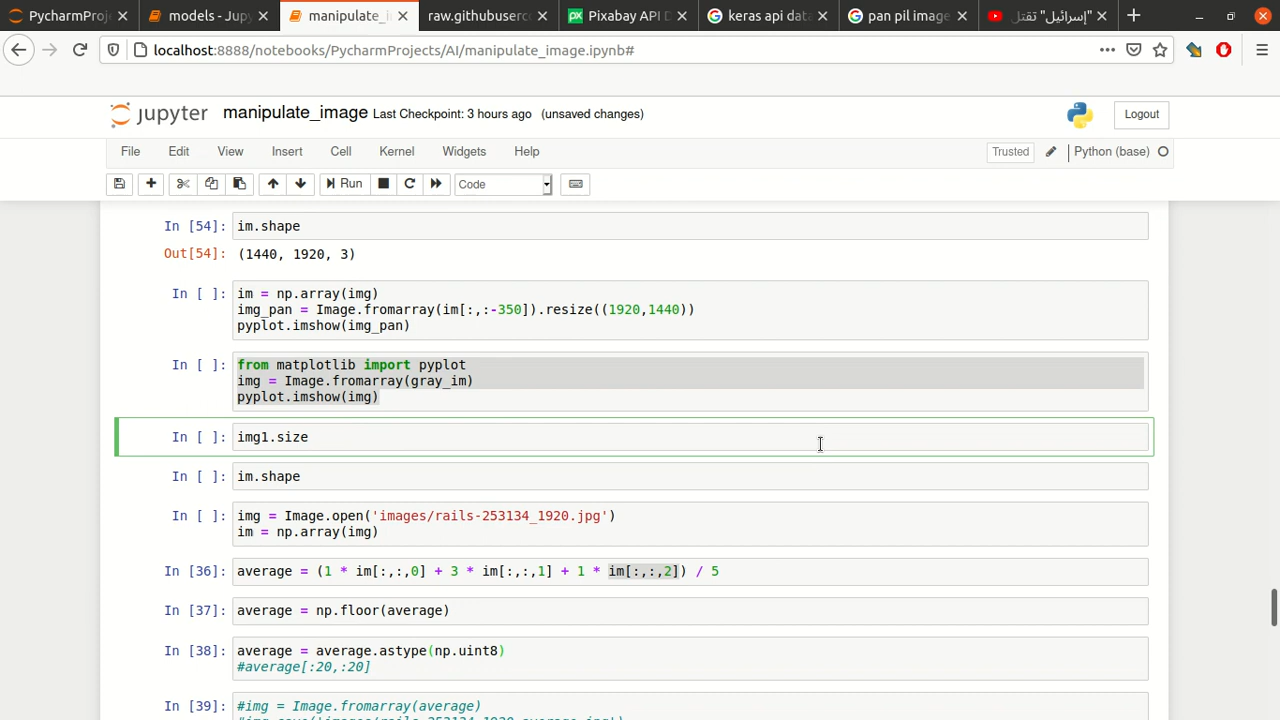 PycharmProj
models - Jupy
manipulate_i
raw.githubuserc
Pixabay API D
keras api data
pan pil image
"إسرائيل" تقتل
localhost:8888/notebooks/PycharmProjects/AI/manipulate_image.ipynb#
jupyter manipulate_image Last Checkpoint: 3 hours ago (unsaved changes) Logout
File Edit View Insert Cell Kernel Widgets Help Trusted Python (base)
Run Code
In [54]: im.shape
Out[54]: (1440, 1920, 3)
In [ ]: im = np.array(img)
img_pan = Image.fromarray(im[:,:-350]).resize((1920,1440))
pyplot.imshow(img_pan)
In [ ]: from matplotlib import pyplot
img = Image.fromarray(gray_im)
pyplot.imshow(img)
In [ ]: img1.size
In [ ]: im.shape
In [ ]: img = Image.open('images/rails-253134_1920.jpg')
im = np.array(img)
In [36]: average = (1 * im[:,:,0] + 3 * im[:,:,1] + 1 * im[:,:,2]) / 5
In [37]: average = np.floor(average)
In [38]: average = average.astype(np.uint8)
#average[:20,:20]
In [39]: #img = Image.fromarray(average)
#img.save('images/rails-253134_1920-average.jpg')